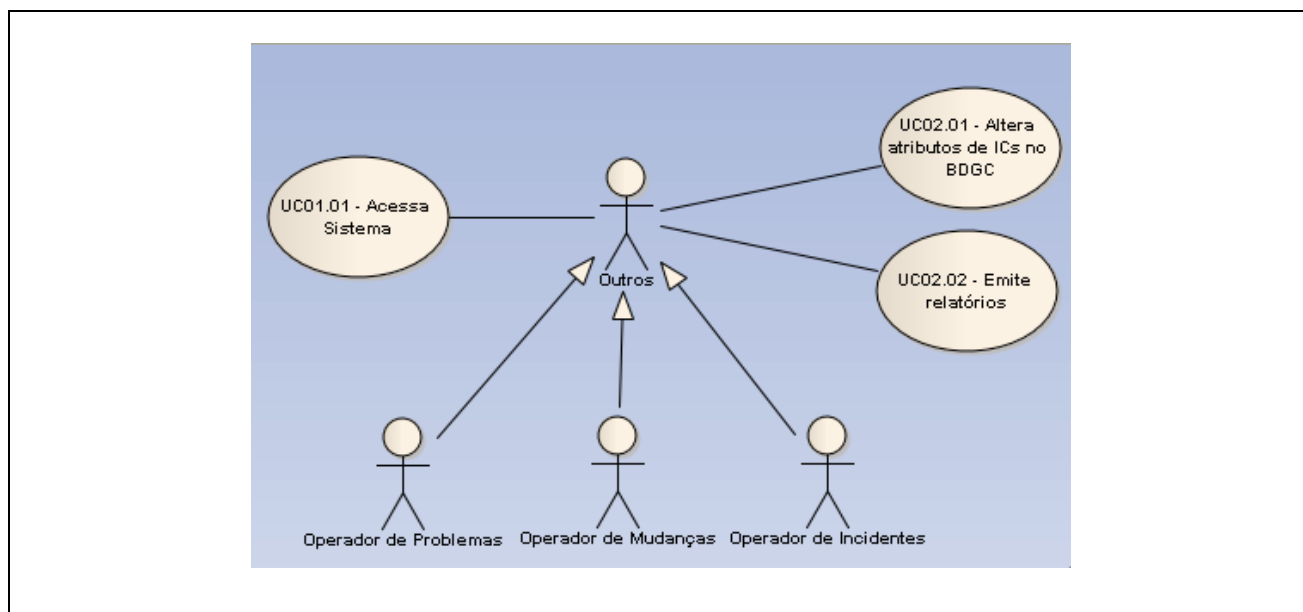 UC01.01 - Acessa
Sistema
Outros
UC02.01 - Altera
atributos de ICs no
BDGC
UC02.02 - Emite
relatórios
Operador de Problemas
Operador de Mudanças
Operador de Incidentes